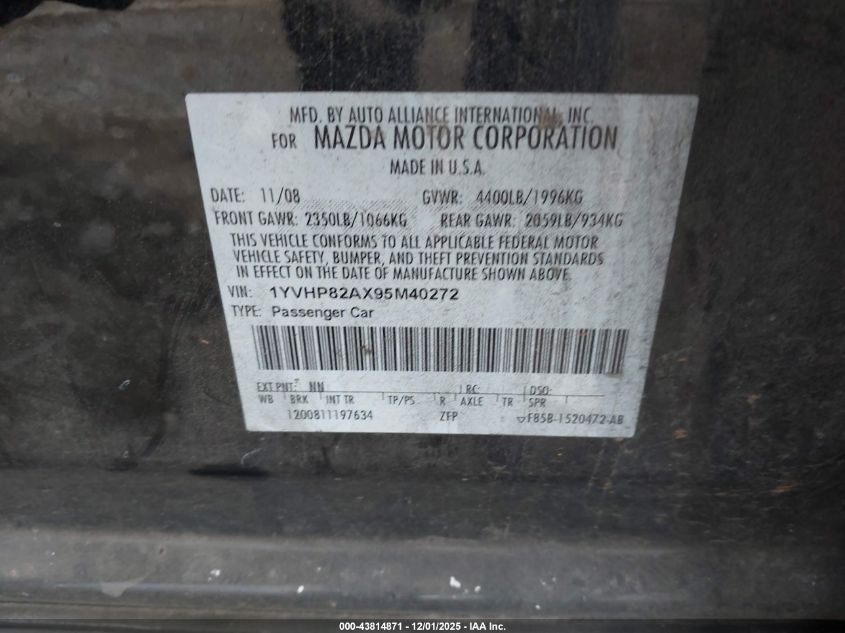 MFD. BY AUTO ALLIANCE INTERNATIONAL, INC.
FOR MAZDA MOTOR CORPORATION
MADE IN U.S.A.
DATE: 11/08 GVWR: 4400LB/1996KG
FRONT GAWR: 2350LB/1066KG REAR GAWR: 2059LB/934KG
THIS VEHICLE CONFORMS TO ALL APPLICABLE FEDERAL MOTOR
VEHICLE SAFETY, BUMPER, AND THEFT PREVENTION STANDARDS
IN EFFECT ON THE DATE OF MANUFACTURE SHOWN ABOVE.
VIN: 1YVHP82AX95M40272
TYPE: Passenger Car
EXT PNT: NN RC: DSO:
WB BRK INT TR TP/PS R AXLE TR SPR
1200811197634 ZFP F85B-1520472-AB
000-43814871 - 12/01/2025 - IAA Inc.